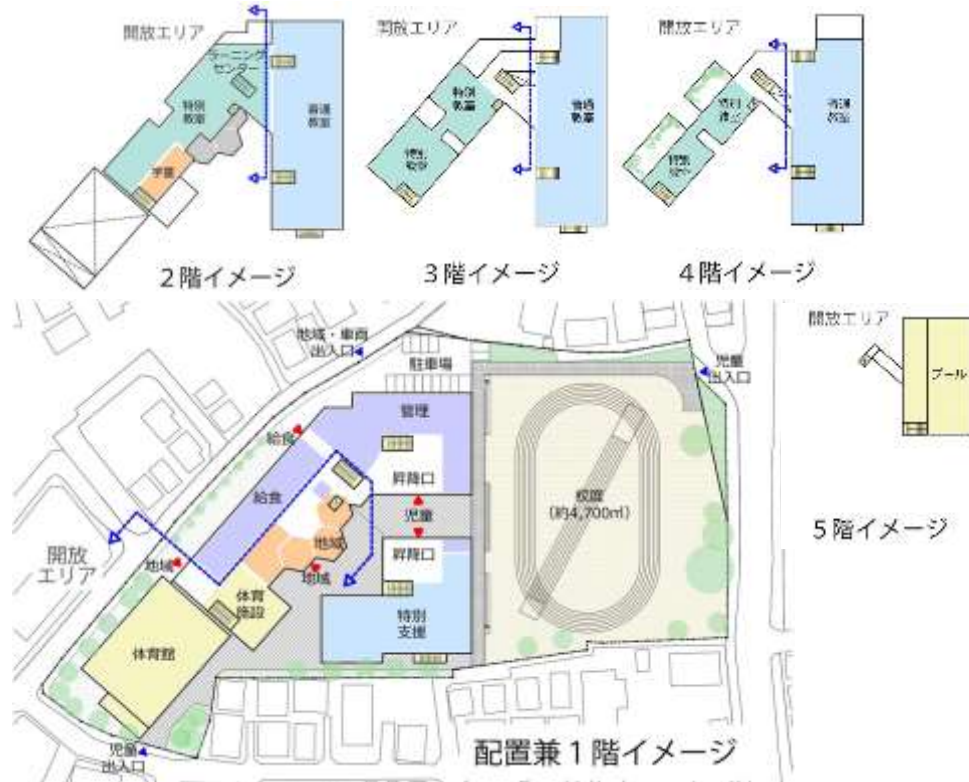 開放エリア
ラーニング
センター
特別
教室
普通
教室
学童
2階イメージ
開放エリア
特別
教室
普通
教室
特別
教室
3階イメージ
開放エリア
特別
教室
普通
教室
特別
教室
4階イメージ
開放エリア
プール
5階イメージ
地域・車両
出入口
駐車場
児童
出入口
管理
給食
昇降口
給食
児童
校庭
(約4,700㎡)
地域
昇降口
開放
エリア
地域
地域
体育
施設
特別
支援
体育館
児童
出入口
配置兼1階イメージ